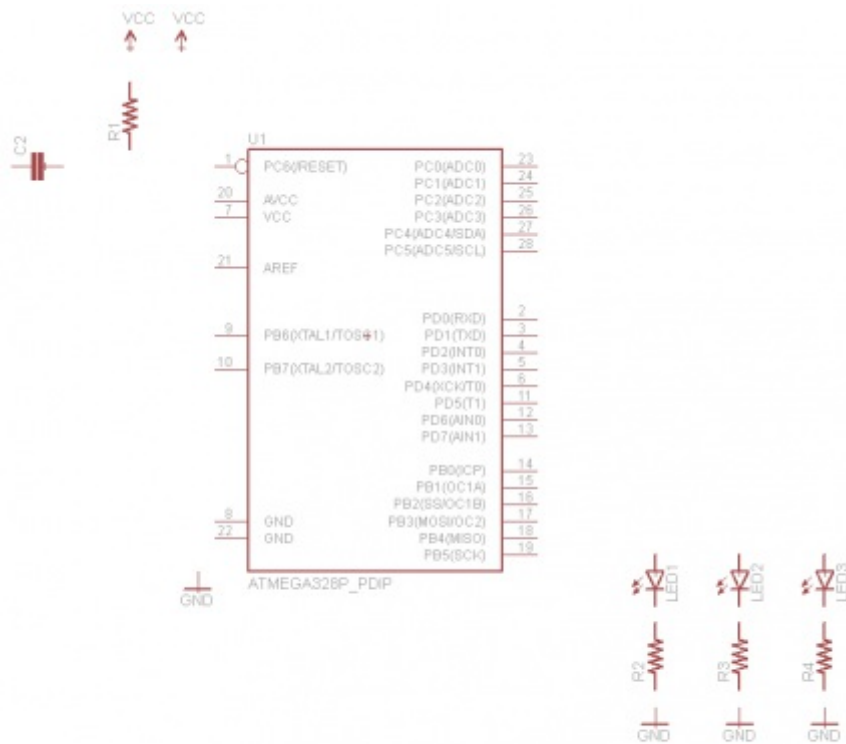 VCC VCC
R1
C2
U1
1 PC6(/RESET) PC0(ADC0) 23
PC1(ADC1) 24
20 AVCC PC2(ADC2) 25
7 VCC PC3(ADC3) 26
PC4(ADC4/SDA) 27
PC5(ADC5/SCL) 28
21 AREF
PD0(RXD) 2
9 PB6(XTAL1/TOSC1) PD1(TXD) 3
PD2(INT0) 4
10 PB7(XTAL2/TOSC2) PD3(INT1) 5
PD4(XCK/T0) 6
PD5(T1) 11
PD6(AIN0) 12
PD7(AIN1) 13
PB0(ICP) 14
PB1(OC1A) 15
PB2(SS/OC1B) 16
8 GND PB3(MOSI/OC2) 17
22 GND PB4(MISO) 18
PB5(SCK) 19
ATMEGA328P_PDIP
GND
LED1 LED2 LED3
R2 R3 R4
GND GND GND